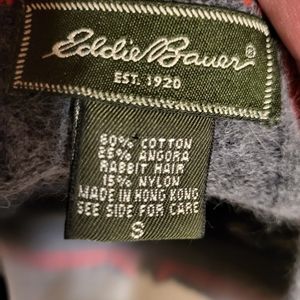 Eddie Bauer®
EST. 1920
60% COTTON
25% ANGORA
RABBIT HAIR
15% NYLON
MADE IN HONG KONG
SEE SIDE FOR CARE
S